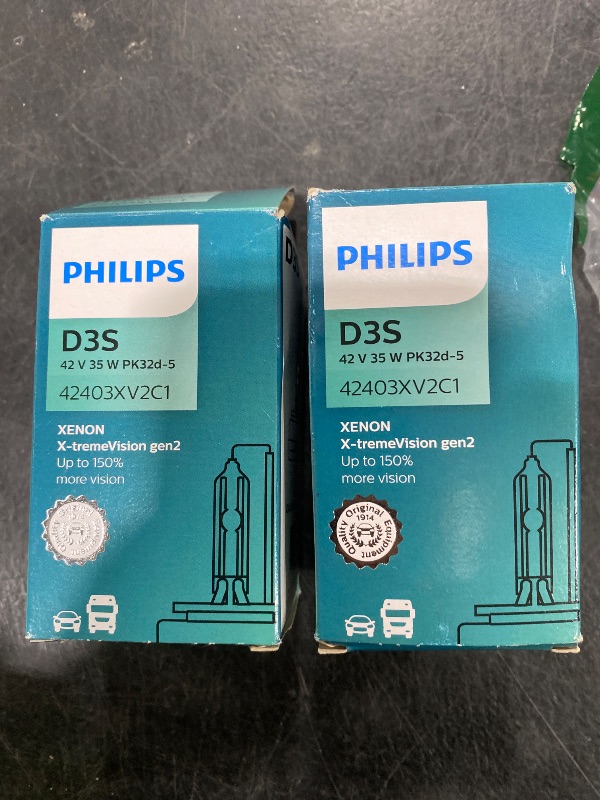 PHILIPS
D3S
42 V 35 W PK32d-5
42403XV2C1
XENON
X-tremeVision gen2
Up to 150%
more vision
PHILIPS
D3S
42 V 35 W PK32d-5
42403XV2C1
XENON
X-tremeVision gen2
Up to 150%
more vision
Quality Original Equipment
1914